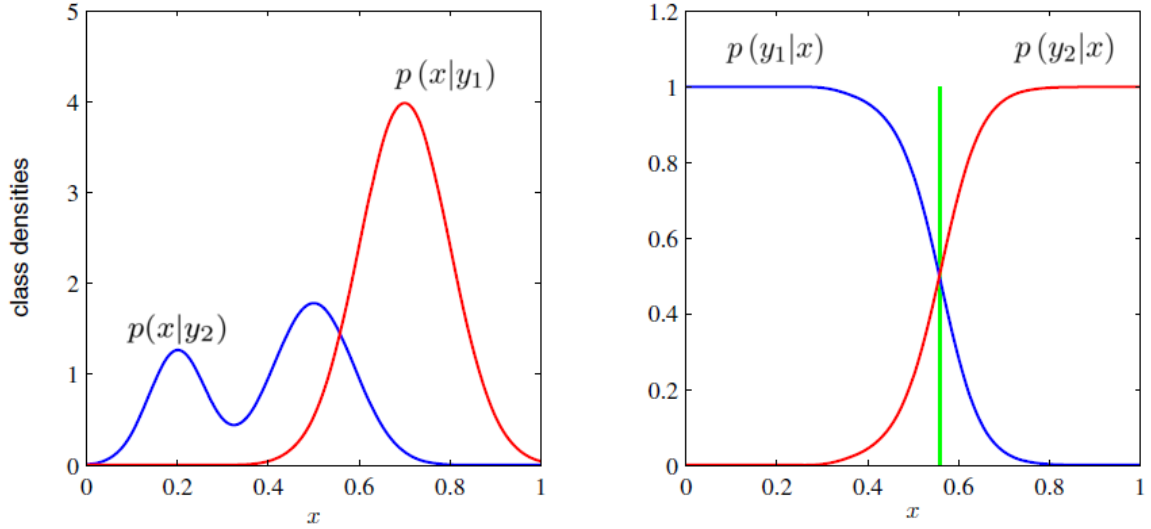 class densities
5
4
3
2
1
0
p(x|y₂)
p (x|y₁)
0 0.2 0.4 0.6 0.8 1
x
1.2
1
0.8
0.6
0.4
0.2
0
p (y₁|x)
p (y₂|x)
0 0.2 0.4 0.6 0.8 1
x